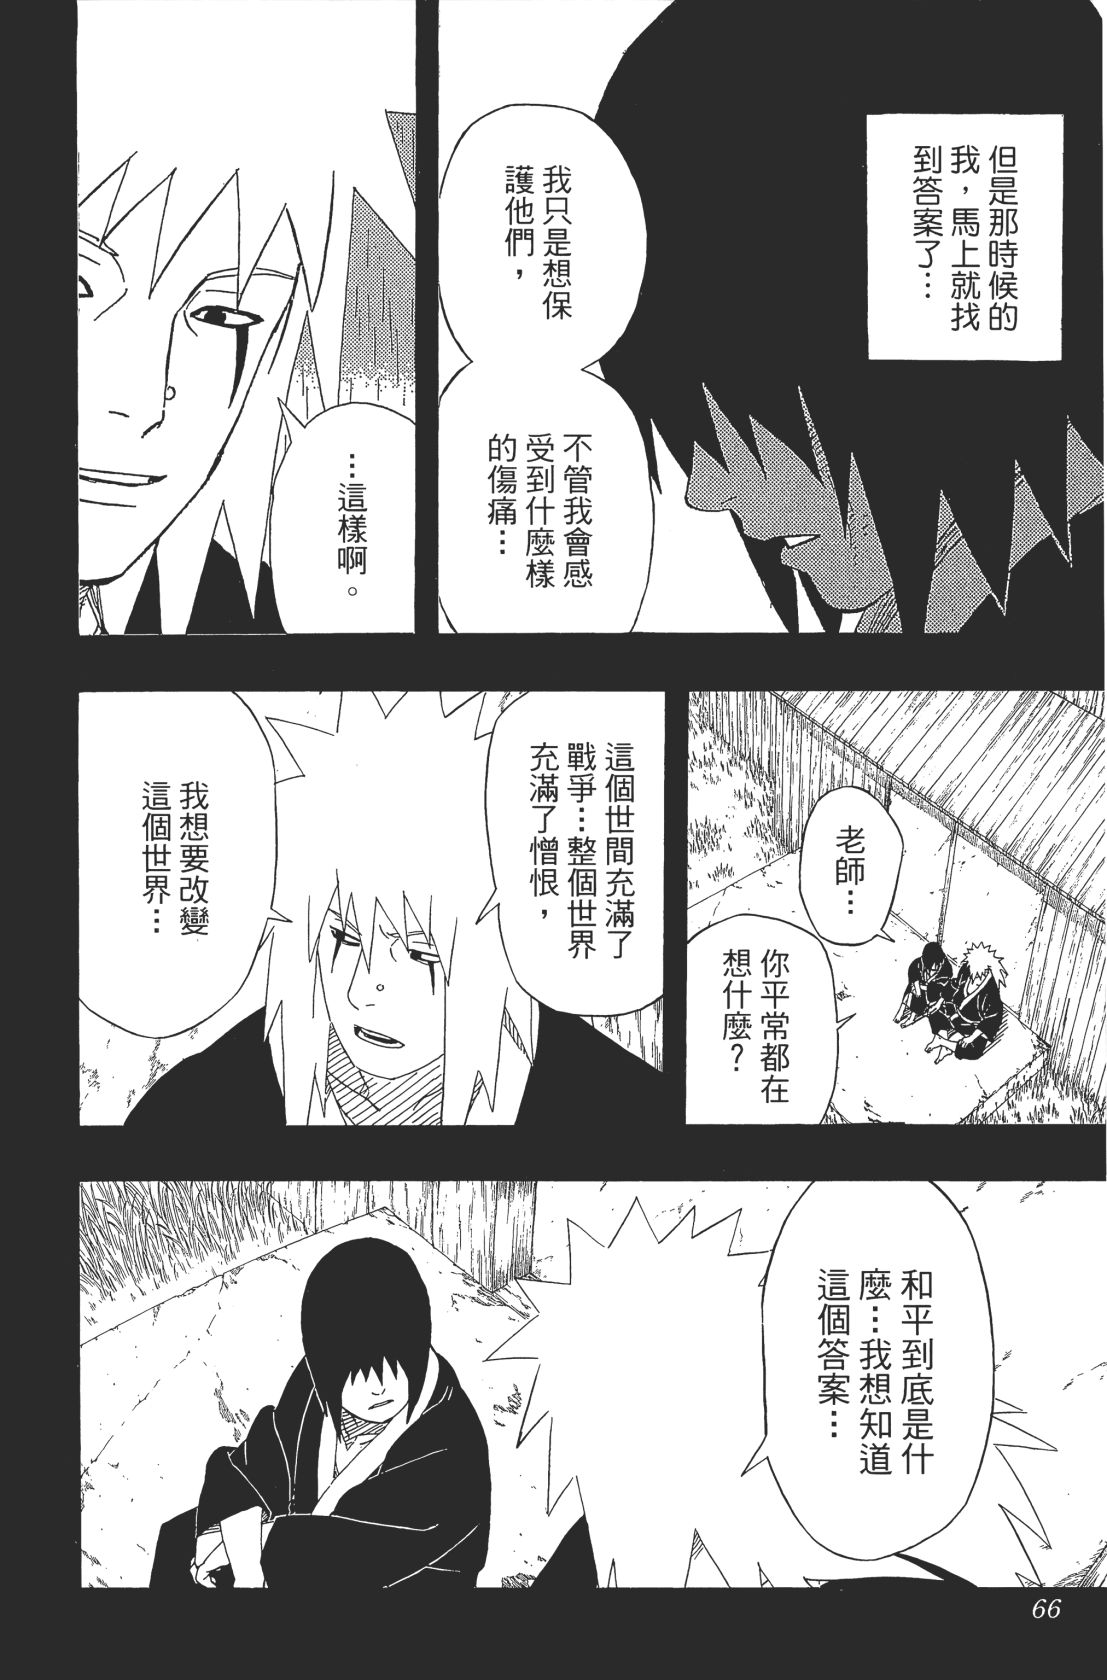 但是那時候的
我，馬上就找
到答案了…
我只是想保
護他們，
不管我會感
受到什麼樣
的傷痛…
…這樣啊。
老師…
你平常都在
想什麼？
這個世間充滿了
戰爭…整個世界
充滿了憎恨，
我想要改變
這個世界…
和平到底是什
麼…我想知道
這個答案…
66